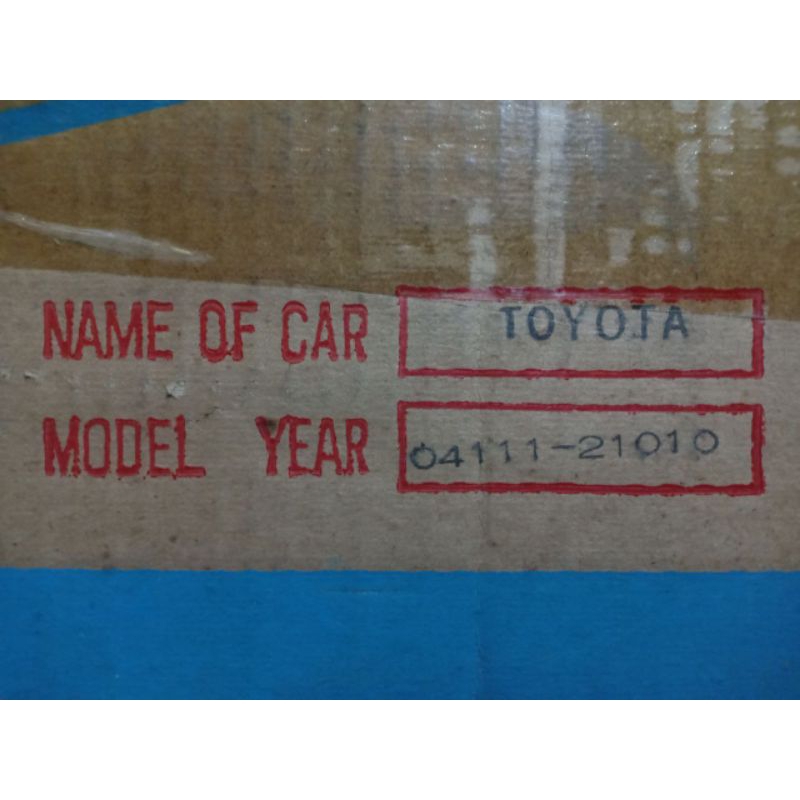 NAME OF CAR TOYOTA
MODEL YEAR 04111-21010